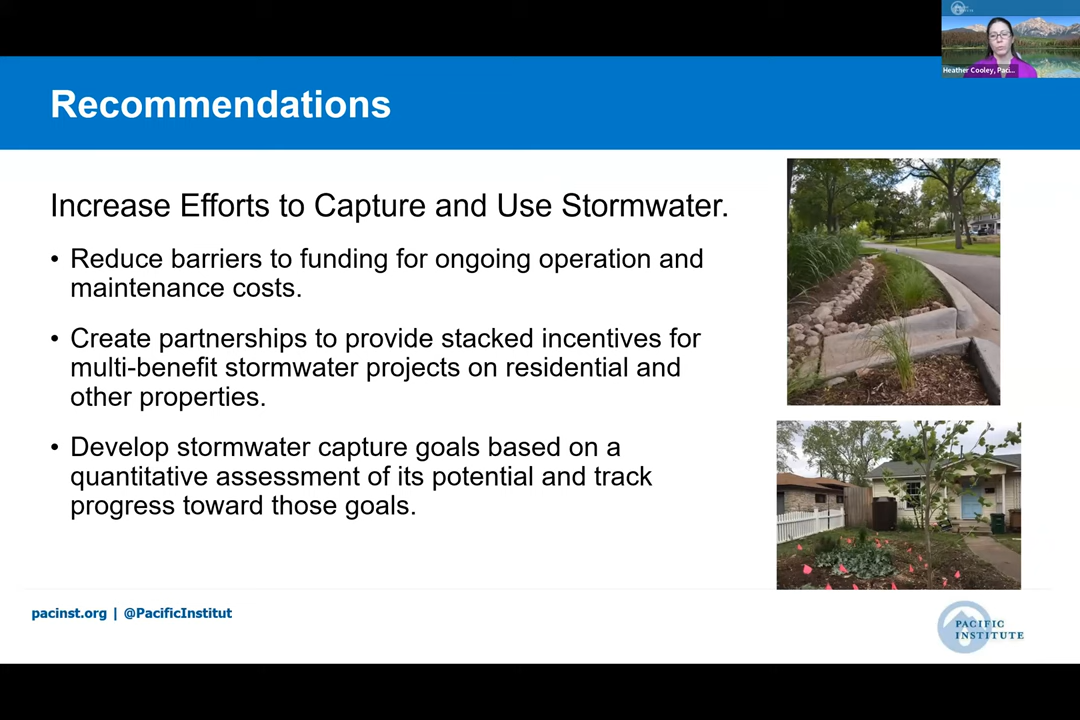 Heather Cooley, Paci...
Recommendations
Increase Efforts to Capture and Use Stormwater.
• Reduce barriers to funding for ongoing operation and
maintenance costs.
• Create partnerships to provide stacked incentives for
multi-benefit stormwater projects on residential and
other properties.
• Develop stormwater capture goals based on a
quantitative assessment of its potential and track
progress toward those goals.
pacinst.org | @PacificInstitut
PACIFIC
INSTITUTE